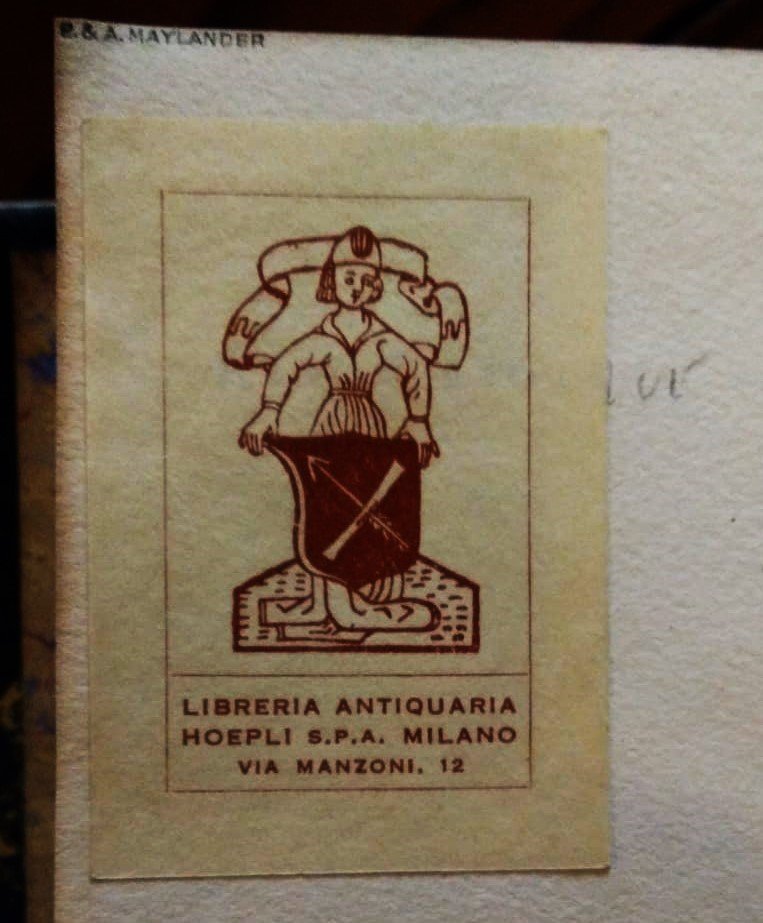 & A. MAYLANDER
LIBRERIA ANTIQUARIA
HOEPLI S.P.A. MILANO
VIA MANZONI, 12